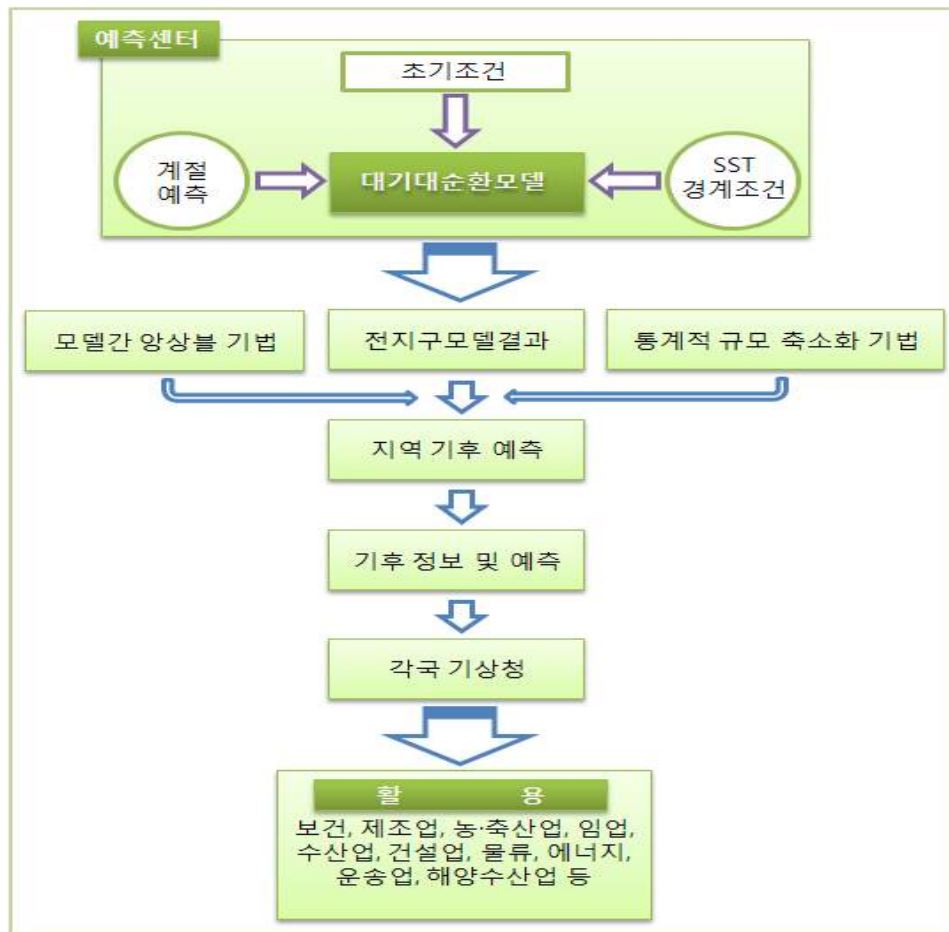 예측센터
초기조건
계절
예측
대기대순환모델
SST
경계조건
모델간 앙상블 기법
전지구모델결과
통계적 규모 축소화 기법
지역 기후 예측
기후 정보 및 예측
각국 기상청
활 용
보건, 제조업, 농·축산업, 임업,
수산업, 건설업, 물류, 에너지,
운송업, 해양수산업 등